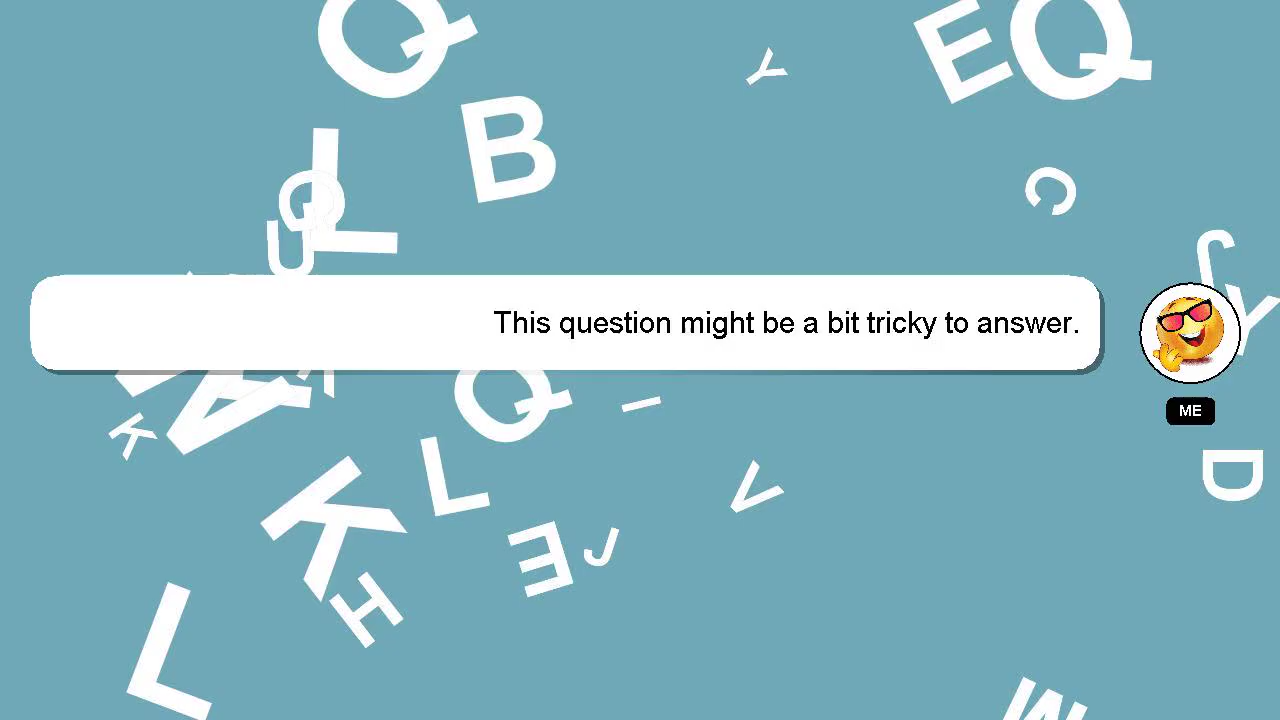 Q
E
Q
Y
B
L
Q
C
U
L
J
Y
This question might be a bit tricky to answer.
ME
A
K
Q
I
K
L
V
D
K
E
J
H
L
M